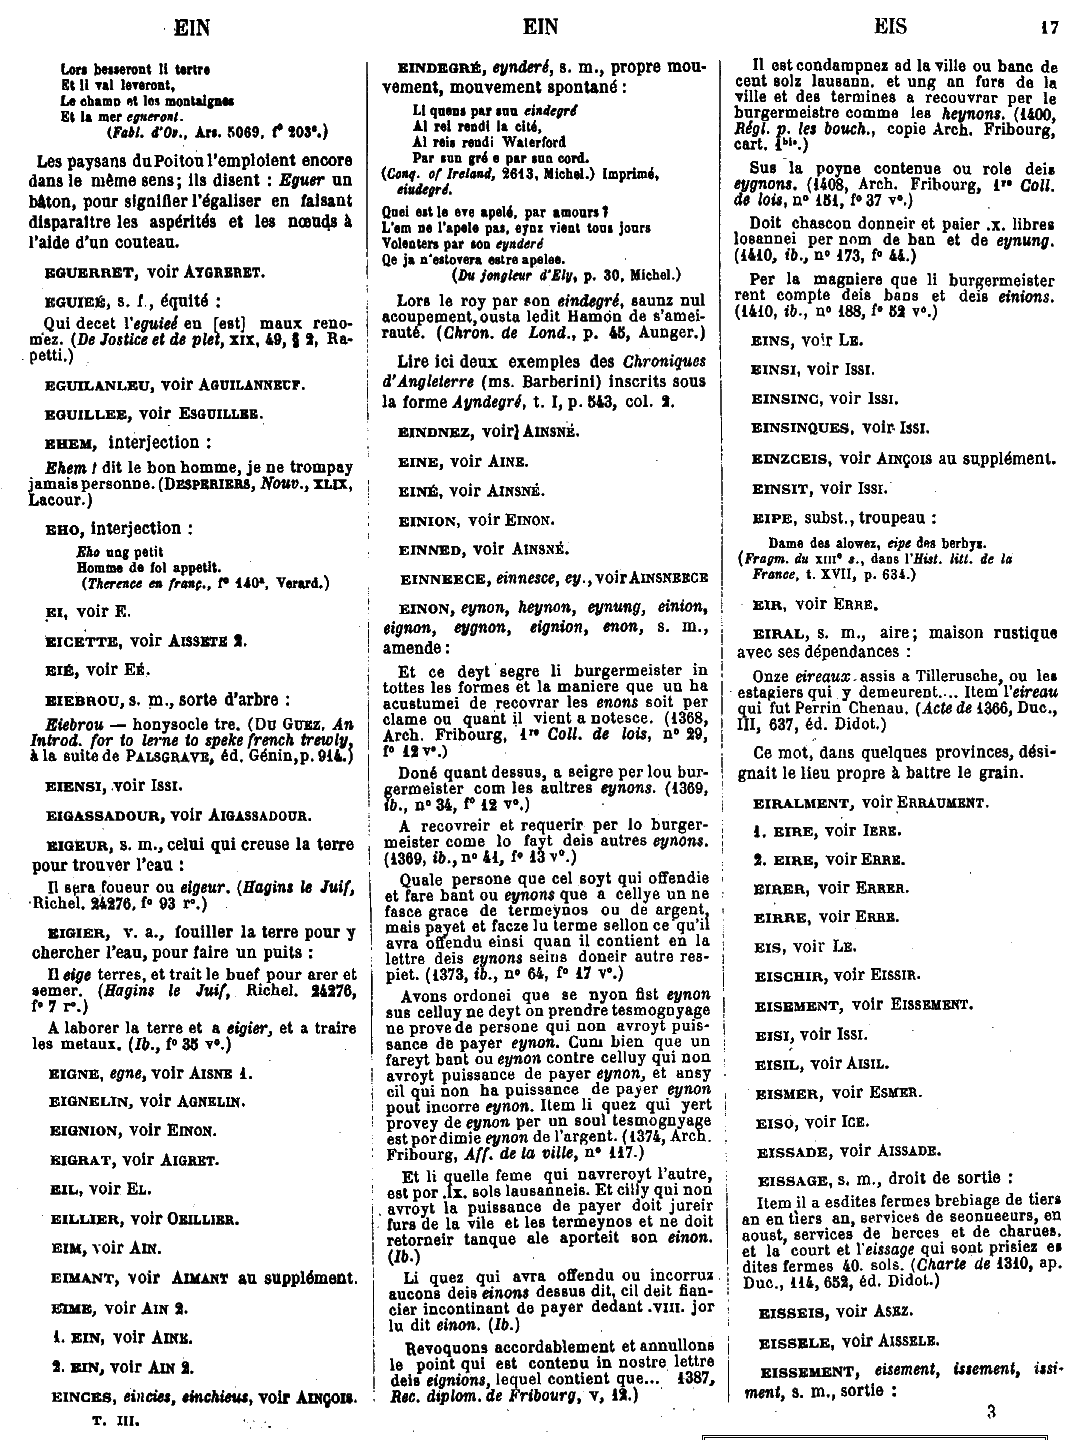 EIN
EIN
EIS
17
Lors besseront li tertre
Et li val leveront,
Le champ et les montaignes
Et la mer egneront.
(Fabl. d'Ov., Ars. 5069, f° 203ᵉ.)
Les paysans du Poitou l'emploient encore
dans le même sens; ils disent : Eguer un
bâton, pour signifier l'égaliser en faisant
disparaître les aspérités et les nœuds à
l'aide d'un couteau.
EGUERRET, voir AYGRERET.
EGUIEÉ, s. f., équité :
Qui decet l'eguieé en [est] maux reno-
mez. (De Jostice et de plet, XIX, 49, § 2, Ra-
petti.)
EGUILANLEU, voir AGUILANNEUF.
EGUILLEE, voir ESGUILLEE.
EHEM, interjection :
Ehem ! dit le bon homme, je ne trompay
jamais personne. (DESPERIERS, Nouv., XLIX,
Lacour.)
EHO, interjection :
Eho ung petit
Homme de fol appetit.
(Therence en franç., f° 140ᵃ, Verard.)
EI, voir E.
EICETTE, voir AISSETE 2.
EIÉ, voir EÉ.
EIEBROU, s. m., sorte d'arbre :
Eiebrou — honysocle tre. (DU GUEZ, An
Introd. for to lerne to speke french trewly,
à la suite de PALSGRAVE, éd. Génin, p. 914.)
EIENSI, voir ISSI.
EIGASSADOUR, voir AIGASSADOUR.
EIGEUR, s. m., celui qui creuse la terre
pour trouver l'eau :
Il sera foueur ou eigeur. (Hagins le Juif,
Richel. 24276, f° 93 r°.)
EIGIER, v. a., fouiller la terre pour y
chercher l'eau, pour faire un puits :
Il eige terres, et trait le buef pour arer et
semer. (Hagins le Juif, Richel. 24276,
f° 7 r°.)
A laborer la terre et a eigier, et a traire
les metaux. (Ib., f° 35 v°.)
EIGNE, egne, voir AISNE 1.
EIGNELIN, voir AGNELIN.
EIGNION, voir EINON.
EIGRAT, voir AIGRET.
EIL, voir EL.
EILLIER, voir OEILLIER.
EIM, voir AIN.
EIMANT, voir AIMANT au supplément.
EIME, voir AIN 2.
1. EIN, voir AINE.
2. EIN, voir AIN 2.
EINCES, eincies, einchieus, voir AINÇOIS.
T. III.
EINDEGRÉ, eynderé, s. m., propre mou-
vement, mouvement spontané :
Li quens par sun eindegré
Al rei rendi la cité,
Al reis rendi Waterford
Par sun gré e par sun cord.
(Conq. of Ireland, 2613, Michel.) Imprimé,
eiudegré.
Quei est le eve apelé, par amours ?
L'em ne l'apele pas, eynz vient tous jours
Volenters par son eynderé
Qe ja n'estovera estre apelee.
(Du jongleur d'Ely, p. 30, Michel.)
Lors le roy par son eindegré, saunz nul
acoupement, ousta ledit Hamon de s'amei-
rauté. (Chron. de Lond., p. 45, Aunger.)
Lire ici deux exemples des Chroniques
d'Angleterre (ms. Barberini) inscrits sous
la forme Ayndegré, t. I, p. 543, col. 2.
EINDNEZ, voir AINSNÉ.
EINE, voir AINE.
EINÉ, voir AINSNÉ.
EINION, voir EINON.
EINNED, voir AINSNÉ.
EINNEECE, einnesce, ey., voir AINSNEECE
EINON, eynon, heynon, eynung, einion,
eignon, eygnon, eignion, enon, s. m.,
amende :
Et ce deyt segre li burgermeister in
tottes les formes et la maniere que un ha
acustumei de recovrar les enons soit per
clame ou quant il vient a notesce. (1368,
Arch. Fribourg, 1ʳᵉ Coll. de lois, n° 29,
f° 12 v°.)
Doné quant dessus, a seigre per lou bur-
germeister com les aultres eynons. (1369,
ib., n° 34, f° 12 v°.)
A recovreir et requerir per lo burger-
meister come lo fayt deis autres eynons.
(1369, ib., n° 41, f° 13 v°.)
Quale persone que cel soyt qui offendie
et fare bant ou eynons que a cellye un ne
fasce grace de termeynos ou de argent,
mais payet et facze lu terme sellon ce qu'il
avra offendu einsi quan il contient en la
lettre deis eynons seins doneir autre res-
piet. (1373, ib., n° 64, f° 17 v°.)
Avons ordonei que se nyon fist eynon
sus celluy ne deyt on prendre tesmognyage
ne prove de persone qui non avroyt puis-
sance de payer eynon. Cum bien que un
fareyt bant ou eynon contre celluy qui non
avroyt puissance de payer eynon, et ansy
cil qui non ha puissance de payer eynon
pout incorre eynon. Item li quez qui yert
provey de eynon per un soul tesmognyage
est por dimie eynon de l'argent. (1374, Arch.
Fribourg, Aff. de la ville, n° 117.)
Et li quelle feme qui navreroyt l'autre,
est por .lx. sols lausanneis. Et cilly qui non
avroyt la puissance de payer doit jureir
furs de la vile et les termeynos et ne doit
retorneir tanque ale aporteit son einon.
(Ib.)
Li quez qui avra offendu ou incorruz
aucons deis einons dessus dit, cil deit fian-
cier incontinant de payer dedant .VIII. jor
lu dit einon. (Ib.)
Revoquons accordablement et annullons
le point qui est contenu in nostre lettre
deis eignions, lequel contient que... 1387,
Rec. diplom. de Fribourg, V, 12.)
Il est condampnez ad la ville ou banc de
cent solz lausann. et ung an furs de la
ville et des termines a recouvrar per le
burgermeistre comme les heynons. (1400,
Régl. p. les bouch., copie Arch. Fribourg,
cart. 1ᵇⁱˢ.)
Sus la poyne contenue ou role deis
eygnons. (1408, Arch. Fribourg, 1ʳᵉ Coll.
de lois, n° 151, f° 37 v°.)
Doit chascon donneir et paier .x. libres
losannei per nom de ban et de eynung.
(1410, ib., n° 173, f° 44.)
Per la magniere que li burgermeister
rent compte deis bans et deis einions.
(1410, ib., n° 188, f° 52 v°.)
EINS, voir LE.
EINSI, voir ISSI.
EINSINC, voir ISSI.
EINSINQUES, voir ISSI.
EINZCEIS, voir AINÇOIS au supplément.
EINSIT, voir ISSI.
EIPE, subst., troupeau :
Dame des alowez, eipe des berbyz.
(Fragm. du XIIIᵉ s., dans l'Hist. litt. de la
France, t. XVII, p. 634.)
EIR, voir ERRE.
EIRAL, s. m., aire; maison rustique
avec ses dépendances :
Onze eireaux assis a Tillerusche, ou les
estagiers qui y demeurent.... Item l'eireau
qui fut Perrin Chenau. (Acte de 1366, Duc.,
III, 637, éd. Didot.)
Ce mot, dans quelques provinces, dési-
gnait le lieu propre à battre le grain.
EIRALMENT, voir ERRAUMENT.
1. EIRE, voir IERE.
2. EIRE, voir ERRE.
EIRER, voir ERRER.
EIRRE, voir ERRE.
EIS, voir LE.
EISCHIR, voir EISSIR.
EISEMENT, voir EISSEMENT.
EISI, voir ISSI.
EISIL, voir AISIL.
EISMER, voir ESMER.
EISO, voir ICE.
EISSADE, voir AISSADE.
EISSAGE, s. m., droit de sortie :
Item il a esdites fermes brebiage de tiers
an en tiers an, services de seonneeurs, en
aoust, services de herces et de charues,
et la court et l'eissage qui sont prisiez es
dites fermes 40. sols. (Charte de 1310, ap.
Duc., 114, 652, éd. Didot.)
EISSEIS, voir ASEZ.
EISSELE, voir AISSELE.
EISSEMENT, eisement, issement, issi-
ment, s. m., sortie :
3